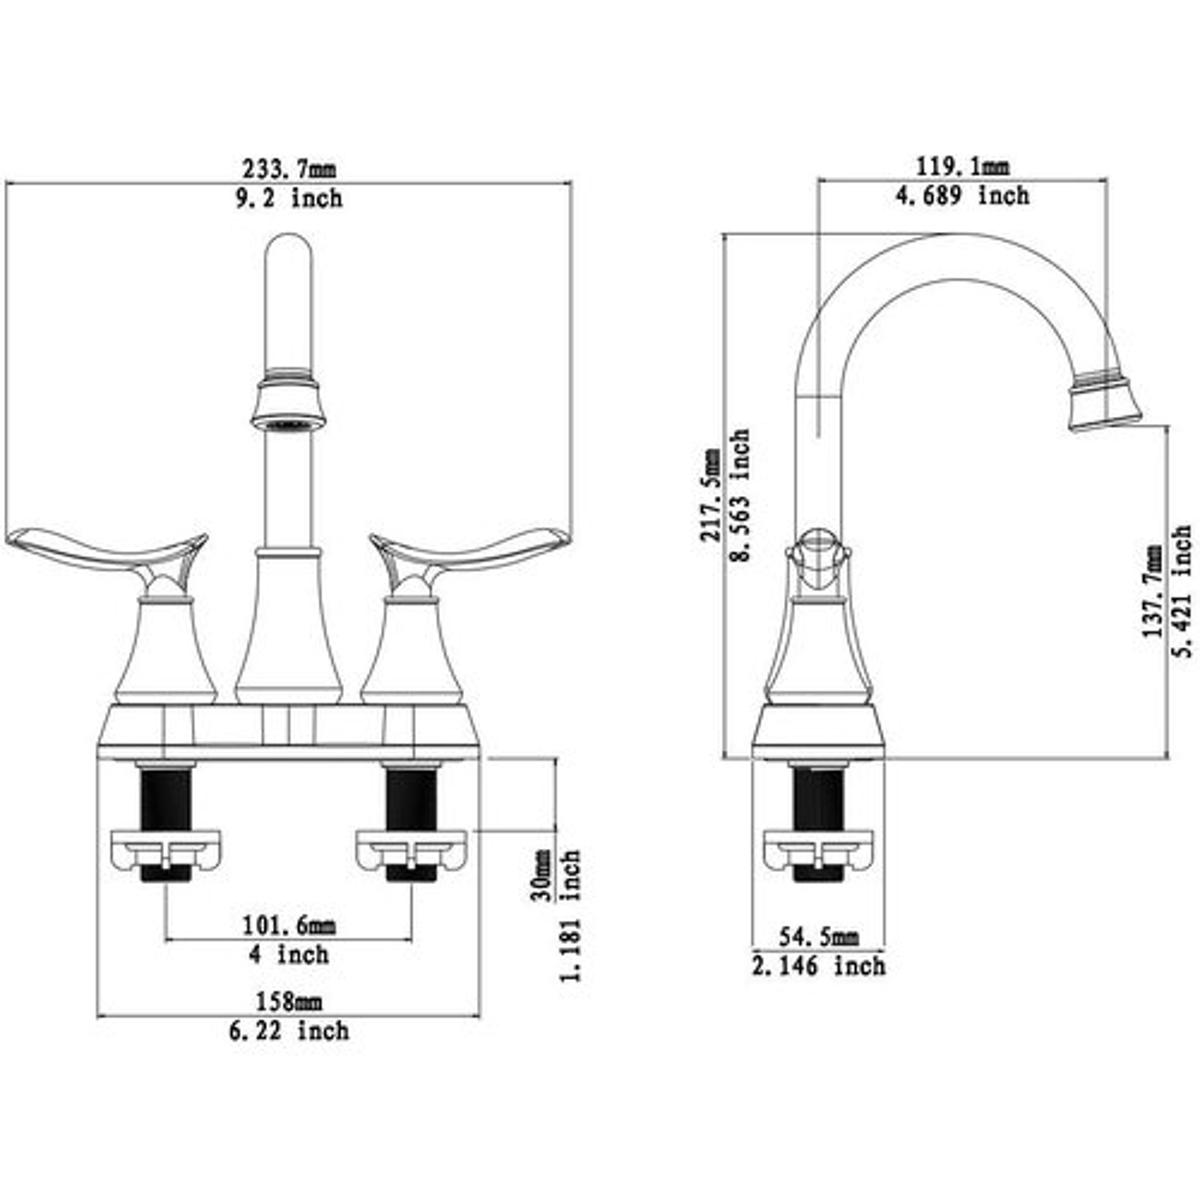 233.7mm
9.2 inch
119.1mm
4.689 inch
217.5mm
8.563 inch
137.7mm
5.421 inch
30mm
1.181 inch
101.6mm
4 inch
54.5mm
2.146 inch
158mm
6.22 inch